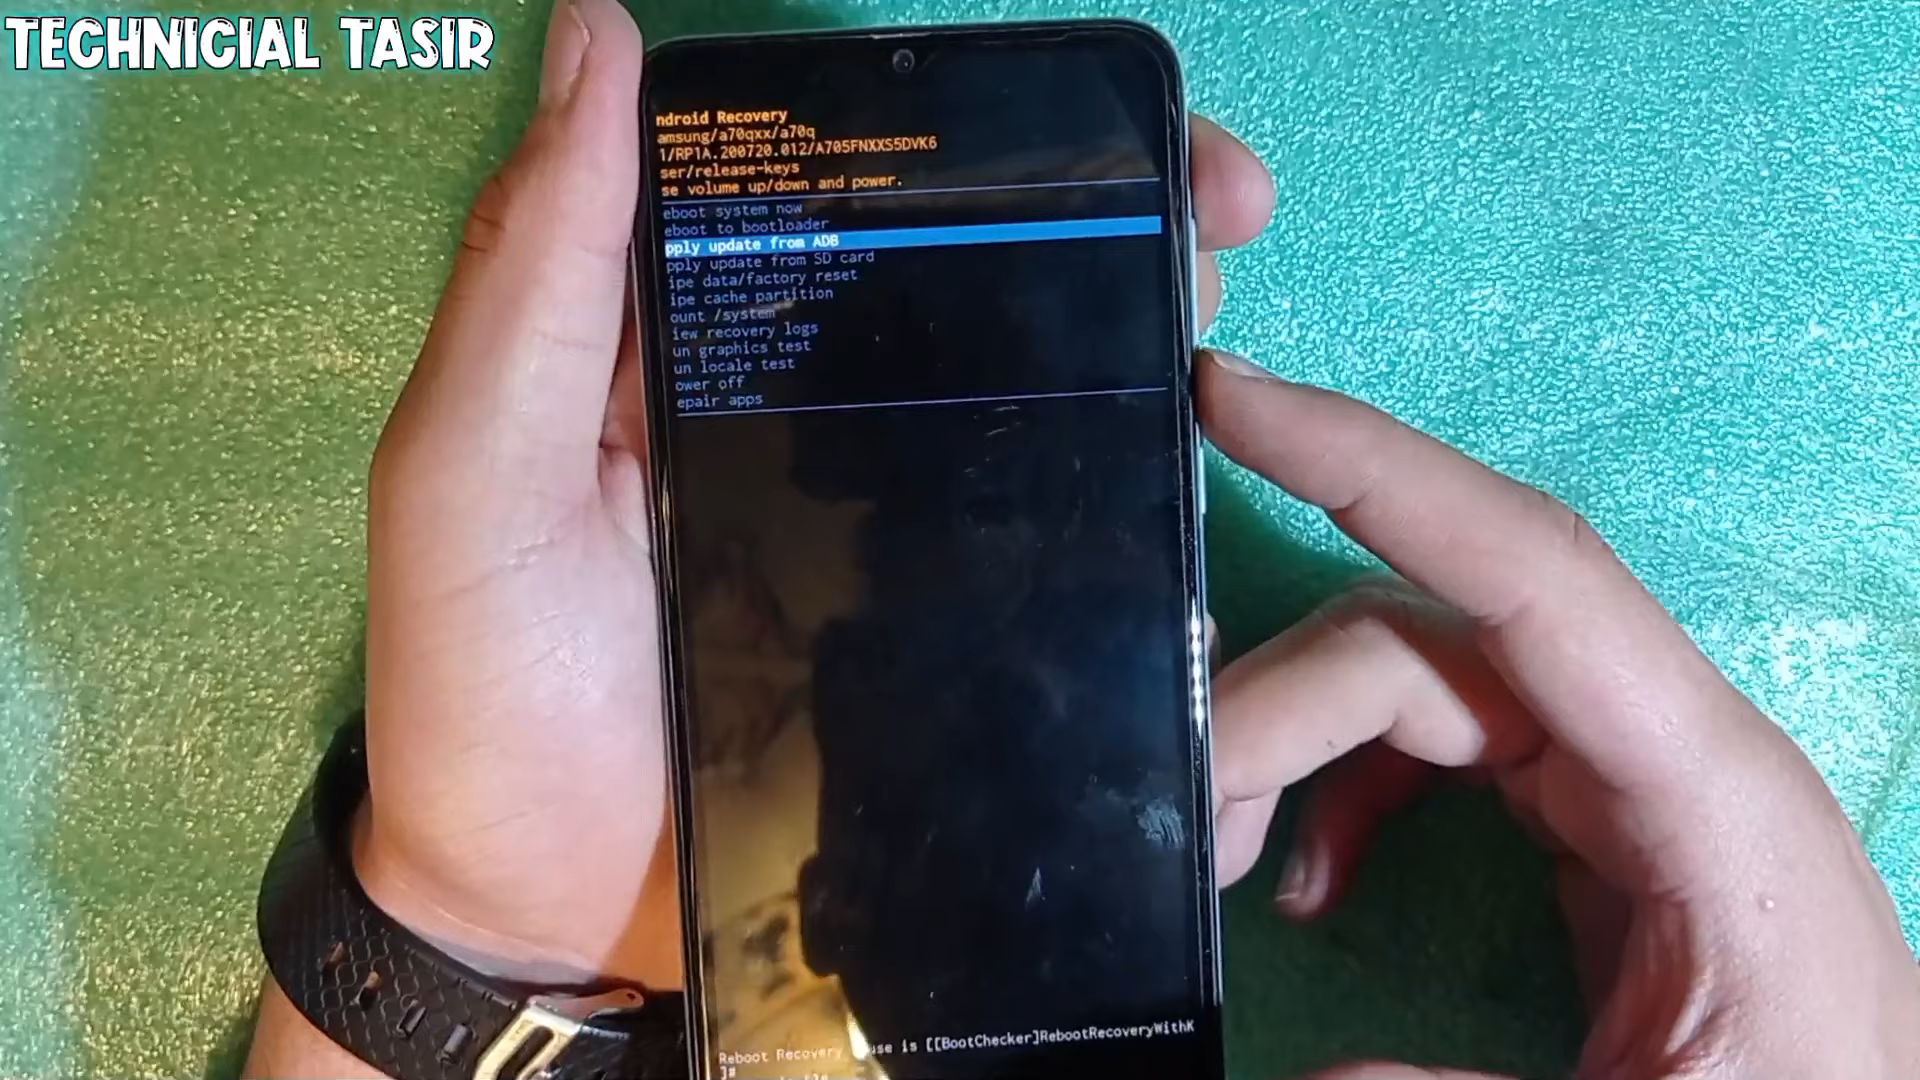 TECHNICIAL TASIR
ndroid Recovery
amsung/a70qxx/a70q
1/RP1A.200720.012/A705FNXXS5DVK6
ser/release-keys
se volume up/down and power.
eboot system now
eboot to bootloader
pply update from ADB
pply update from SD card
ipe data/factory reset
ipe cache partition
ount /system
iew recovery logs
un graphics test
un locale test
ower off
epair apps
Reboot Recovery use is [[BootChecker]RebootRecoveryWithK
]#